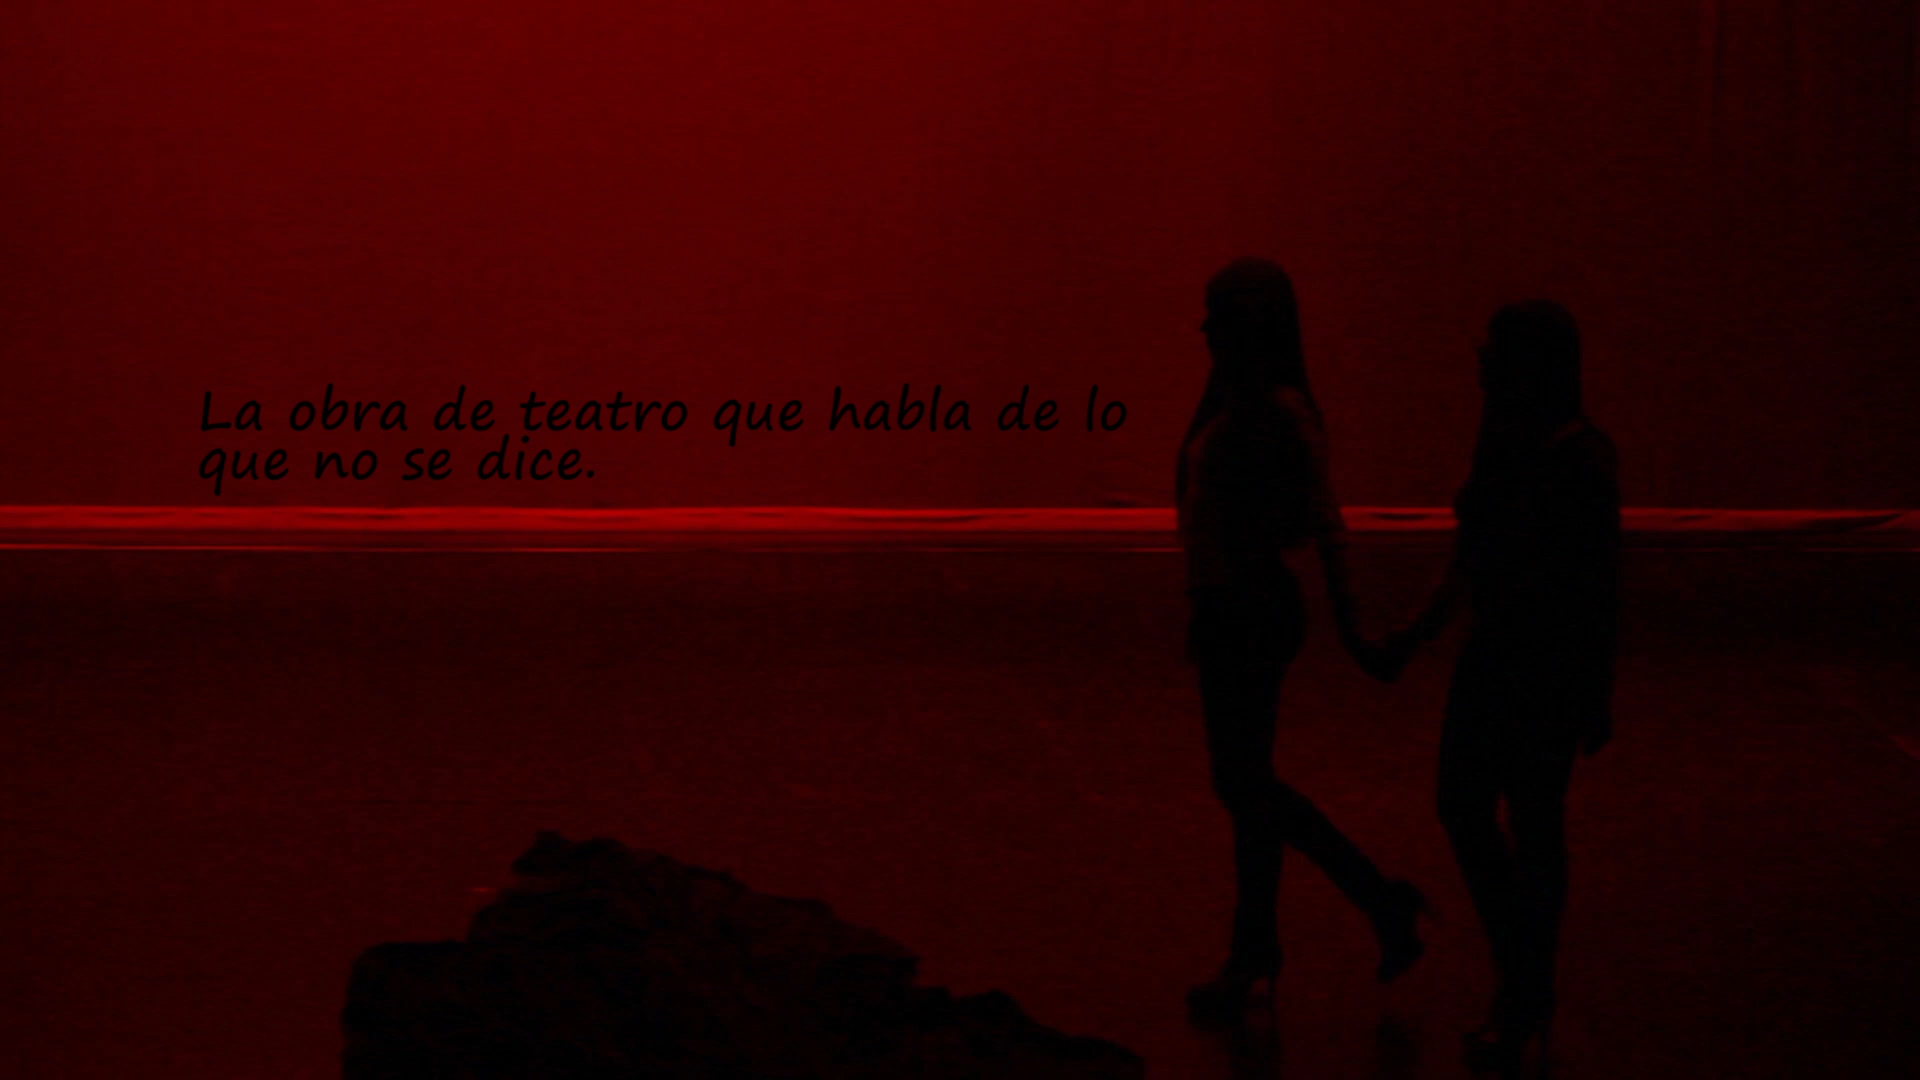 La obra de teatro que habla de lo
que no se dice.